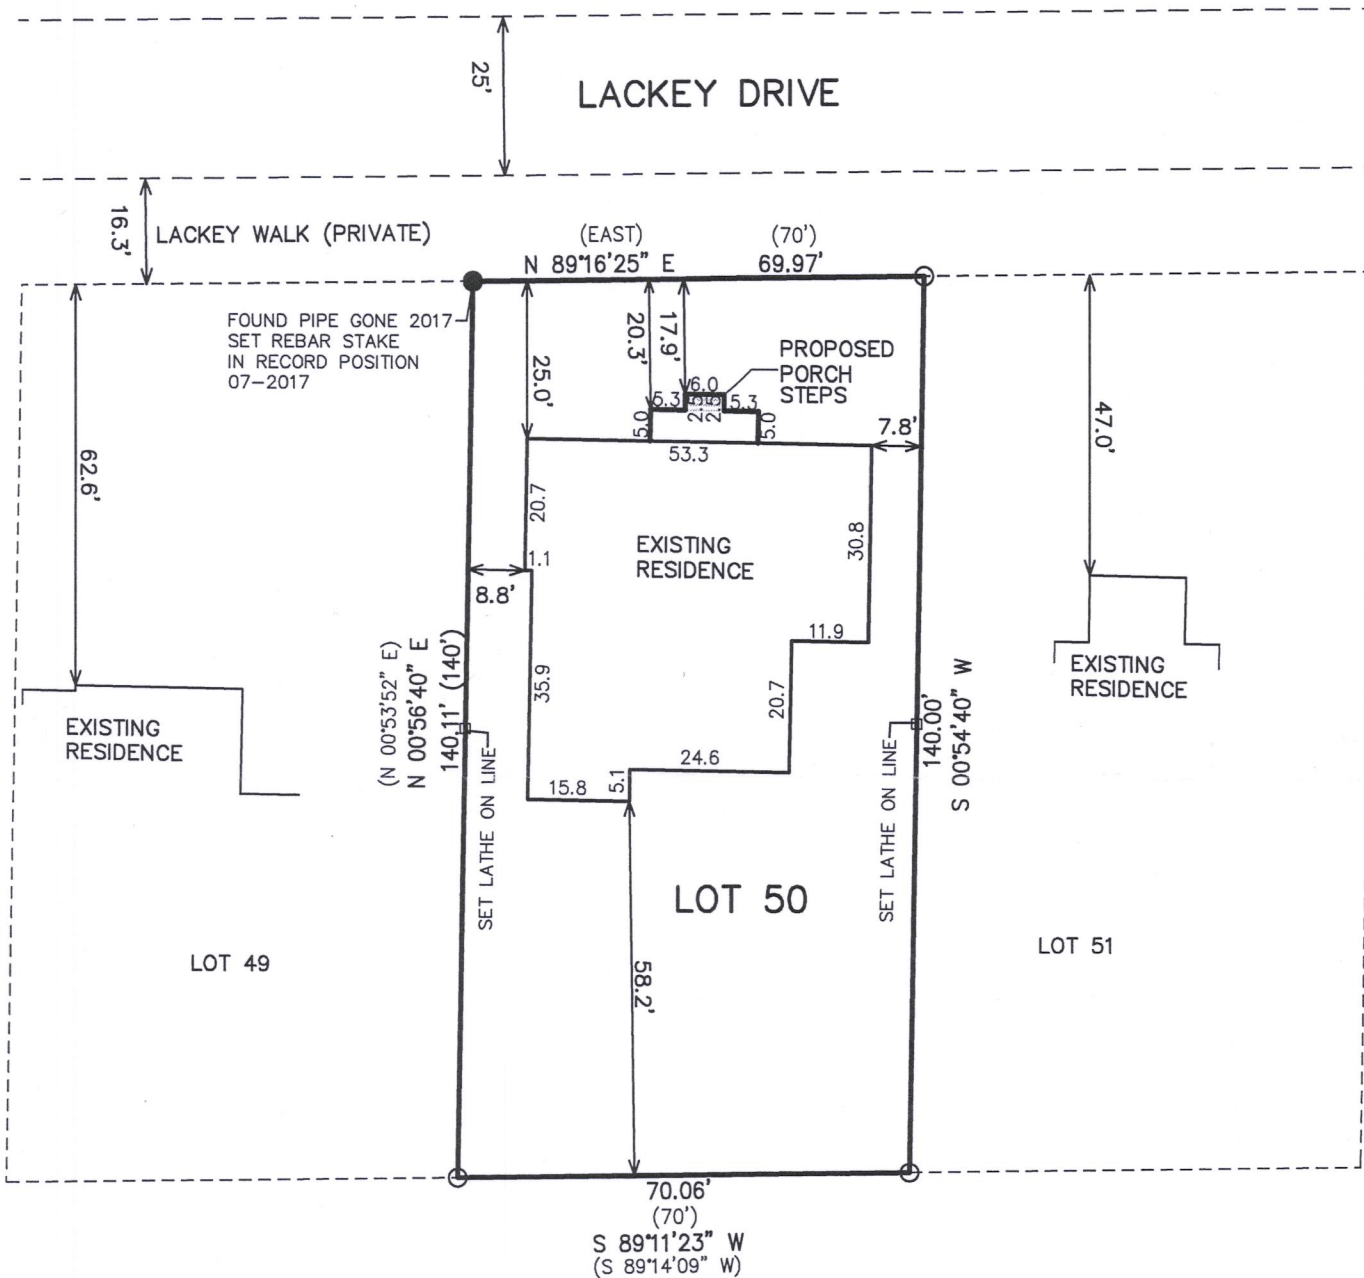 25'
LACKEY DRIVE
16.3'
LACKEY WALK (PRIVATE)
(EAST) (70')
N 89°16'25" E 69.97'
FOUND PIPE GONE 2017
SET REBAR STAKE
IN RECORD POSITION
07-2017
25.0'
20.3'
17.9'
PROPOSED
PORCH
STEPS
6.0
5.3
2.5
2.5
5.3
5.0
5.0
53.3
7.8'
47.0'
62.6'
20.7
1.1
8.8'
EXISTING
RESIDENCE
30.8
11.9
20.7
35.9
24.6
5.1
15.8
(N 00°53'52" E)
N 00°56'40" E
140.11' (140')
SET LATHE ON LINE
SET LATHE ON LINE
140.00'
S 00°54'40" W
EXISTING
RESIDENCE
EXISTING
RESIDENCE
LOT 50
LOT 49
LOT 51
58.2'
70.06'
(70')
S 89°11'23" W
(S 89°14'09" W)